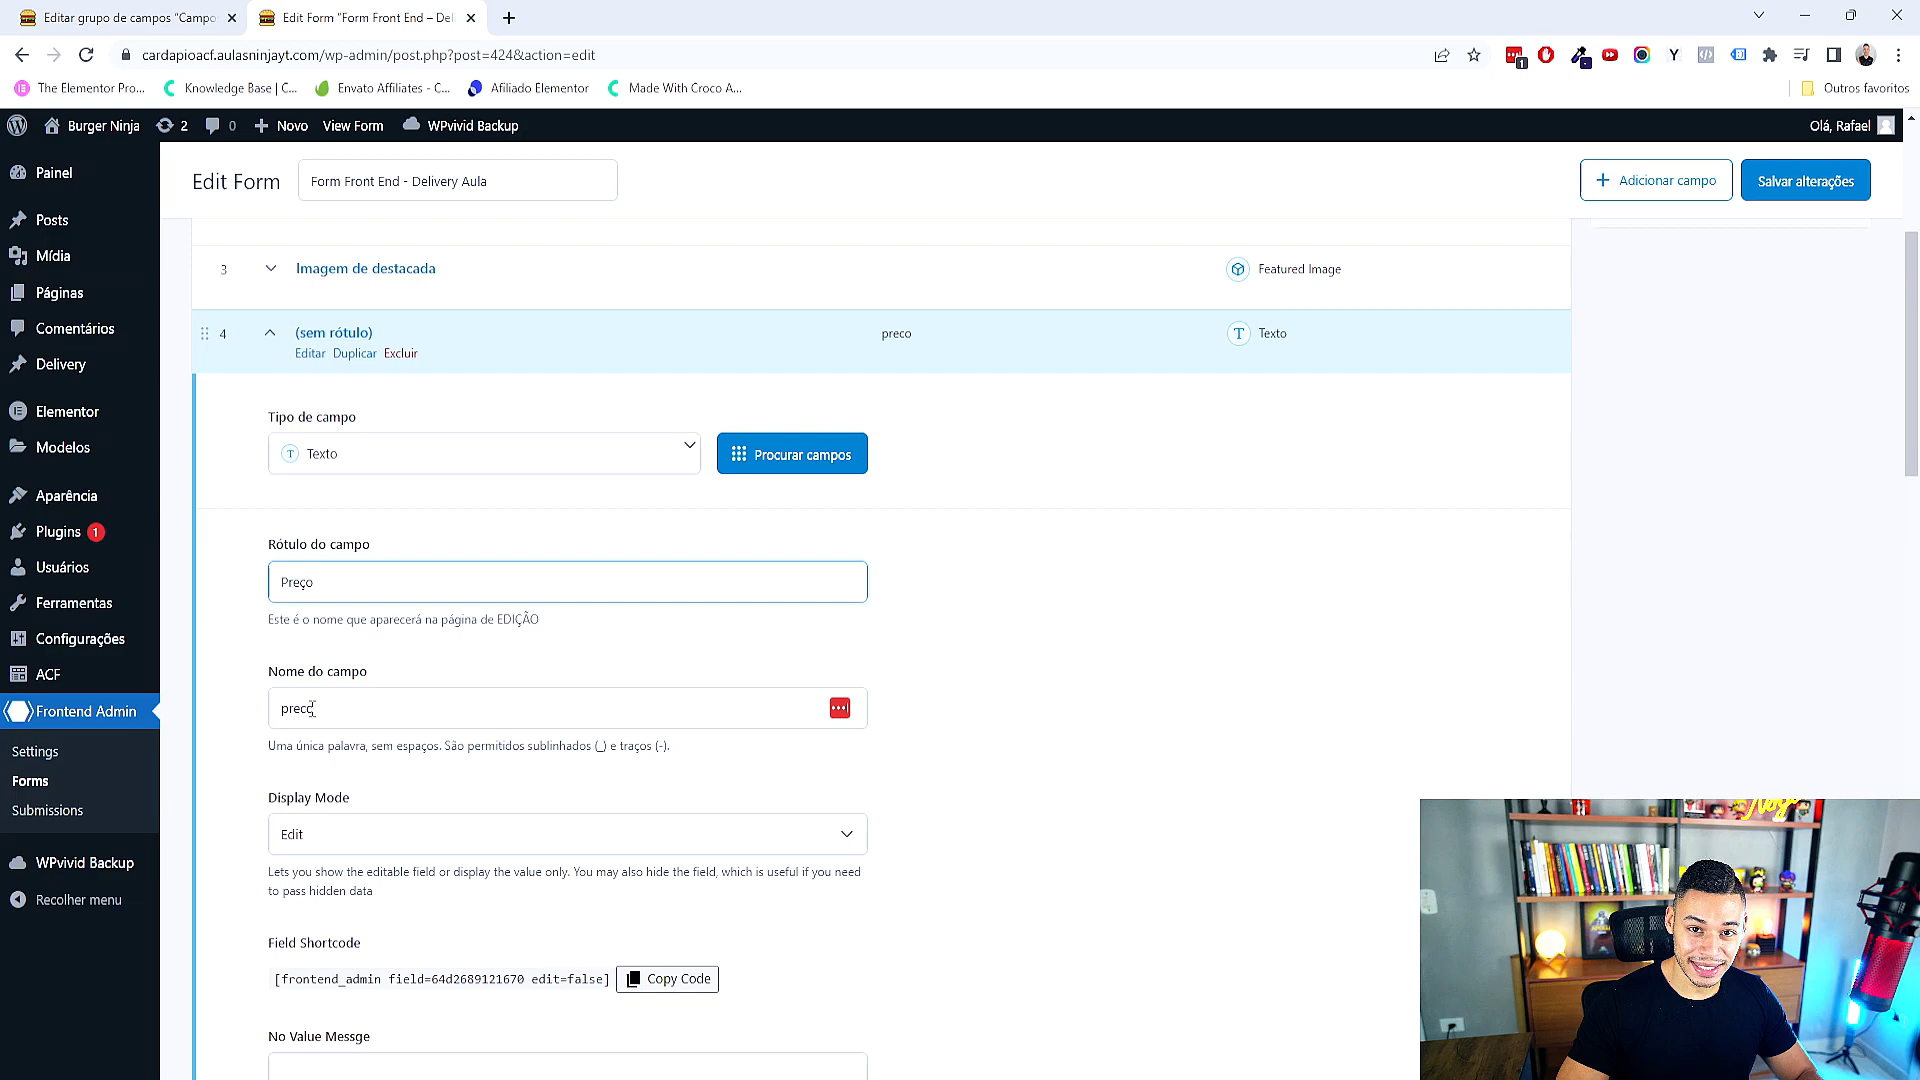 Editar grupo de campos "Campo
Edit Form "Form Front End – Del
cardapioacf.aulasninjayt.com/wp-admin/post.php?post=424&action=edit
The Elementor Pro...
Knowledge Base | C...
Envato Affiliates - C...
Afiliado Elementor
Made With Croco A...
Outros favoritos
Burger Ninja
2
0
Novo
View Form
WPvivid Backup
Olá, Rafael
Painel
Posts
Mídia
Páginas
Comentários
Delivery
Elementor
Modelos
Aparência
Plugins 1
Usuários
Ferramentas
Configurações
ACF
Frontend Admin
Settings
Forms
Submissions
WPvivid Backup
Recolher menu
Edit Form
Form Front End - Delivery Aula
+ Adicionar campo
Salvar alterações
3
Imagem de destacada
Featured Image
4
(sem rótulo)
preco
T Texto
Editar Duplicar Excluir
Tipo de campo
T Texto
Procurar campos
Rótulo do campo
Preço
Este é o nome que aparecerá na página de EDIÇÃO
Nome do campo
preco
Uma única palavra, sem espaços. São permitidos sublinhados (_) e traços (-).
Display Mode
Edit
Lets you show the editable field or display the value only. You may also hide the field, which is useful if you need
to pass hidden data
Field Shortcode
[frontend_admin field=64d2689121670 edit=false]
Copy Code
No Value Messge